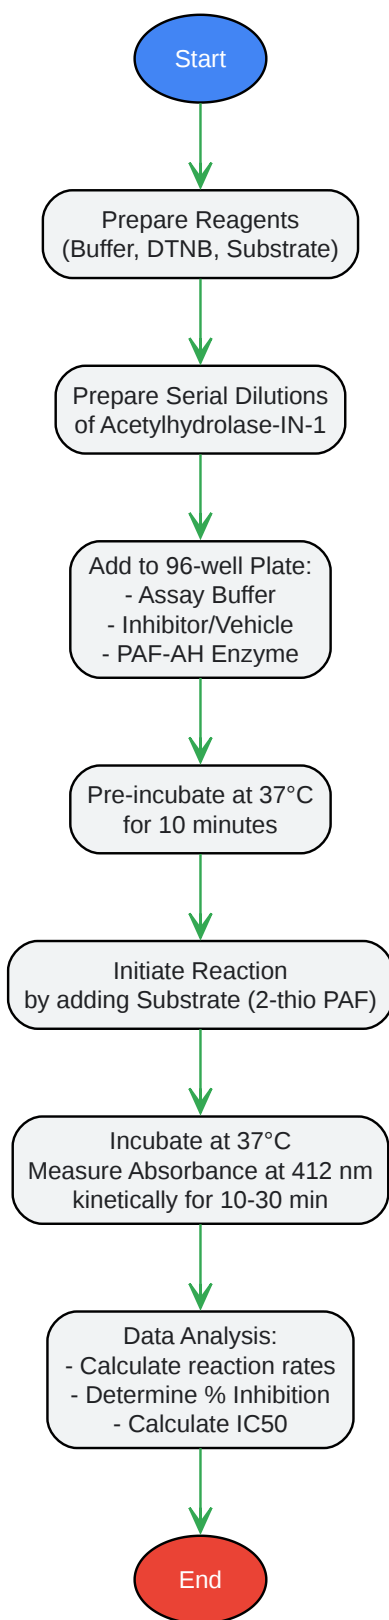 Start
Prepare Reagents
(Buffer, DTNB, Substrate)
Prepare Serial Dilutions
of Acetylhydrolase-IN-1
Add to 96-well Plate:
- Assay Buffer
- Inhibitor/Vehicle
- PAF-AH Enzyme
Pre-incubate at 37°C
for 10 minutes
Initiate Reaction
by adding Substrate (2-thio PAF)
Incubate at 37°C
Measure Absorbance at 412 nm
kinetically for 10-30 min
Data Analysis:
- Calculate reaction rates
- Determine % Inhibition
- Calculate IC50
End